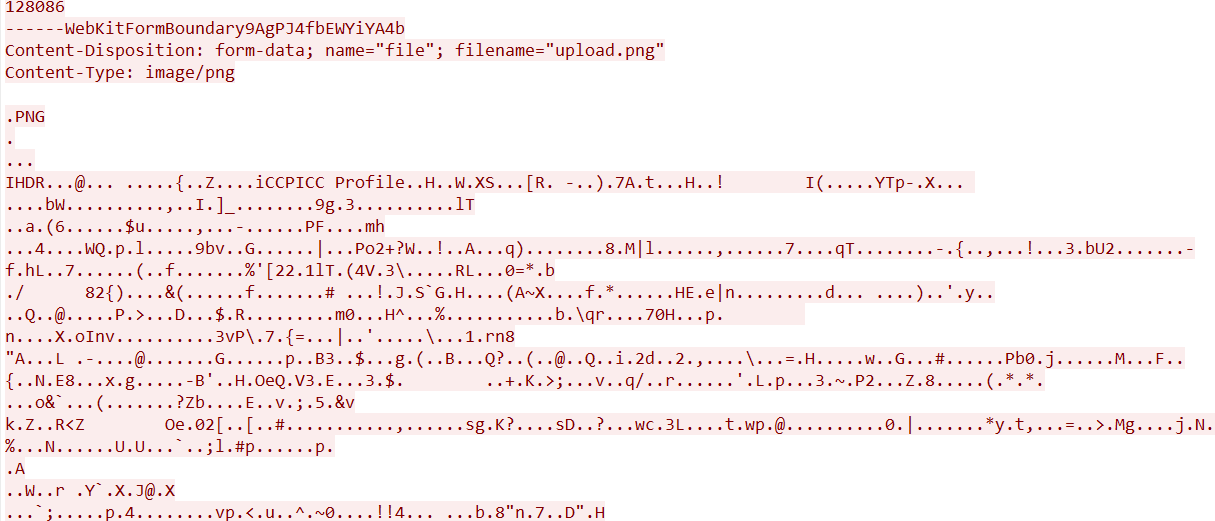 128086
------WebKitFormBoundary9AgPJ4fbEWYiYA4b
Content-Disposition: form-data; name="file"; filename="upload.png"
Content-Type: image/png
.PNG
.
...
IHDR...@... .....{..Z....iCCPICC Profile..H..W.XS...[R. -..).7A.t...H..!        I(.....YTp-.X... 
....bW..........,..I.]_........9g.3..........lT
..a.(6......$u.....,...-......PF....mh
...4....WQ.p.l.....9bv..G......|...Po2+?W..!..A...q)........8.M|l......,......7....qT........-.{..,...!...3.bU2.......-
f.hL..7......(..f.......%'[22.1lT.(4V.3\.....RL...0=*.b
./      82{)....&(......f.......# ...!.J.S`G.H....(A~X....f.*......HE.e|n.........d... ....)..'.y..
..Q..@.....P.>...D...$.R.........m0...H^...%...........b.\qr....70H...p.
n....X.oInv..........3vP\.7.{=...|..'.....\...1.rn8
"A...L .-....@.......G......p..B3..$...g.(..B...Q?..(..@..Q..i.2d..2.,.....\...=.H.....w..G...#......Pb0.j......M...F..
{..N.E8...x.g.....-B'..H.OeQ.V3.E...3.$.        ..+.K.>;...v..q/..r......'.L.p...3.~.P2...Z.8.....(.*.*.
...o&`...(.......?Zb....E..v.;.5.&v
k.Z..R<Z        Oe.02[..[..#...........,......sg.K?....sD..?...wc.3L....t.wp.@..........0.|.......*y.t,...=..>.Mg....j.N.
%...N......U.U...`..;l.#p......p.
.A
..W..r .Y`.X.J@.X
...`;.....p.4........vp.<.u..^.~0....!!4... ...b.8"n.7..D".H